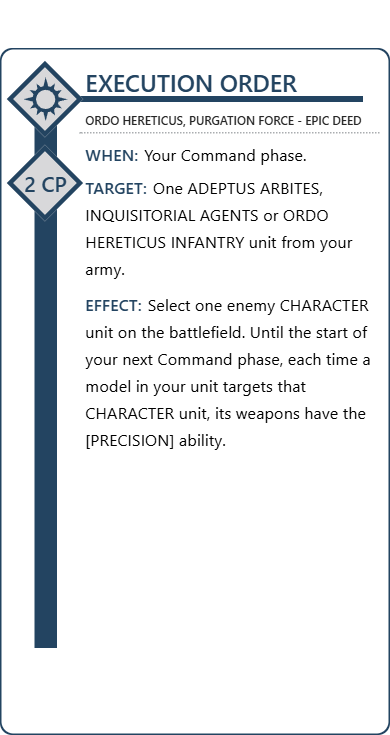 EXECUTION ORDER
ORDO HERETICUS, PURGATION FORCE - EPIC DEED
2 CP
WHEN: Your Command phase.
TARGET: One ADEPTUS ARBITES,
INQUISITORIAL AGENTS or ORDO
HERETICUS INFANTRY unit from your
army.
EFFECT: Select one enemy CHARACTER
unit on the battlefield. Until the start of
your next Command phase, each time a
model in your unit targets that
CHARACTER unit, its weapons have the
[PRECISION] ability.